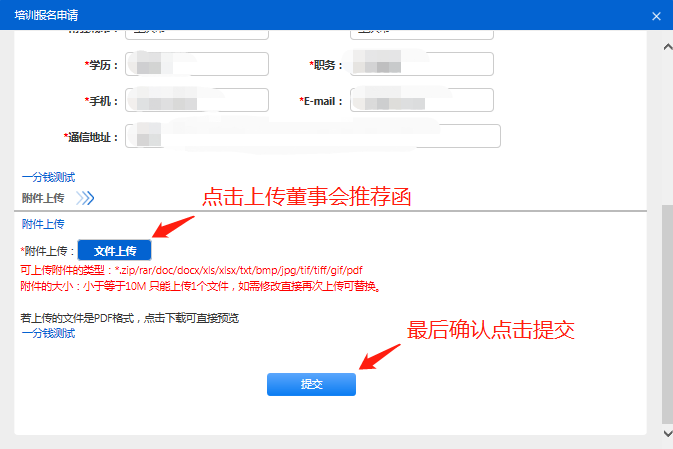 培训报名申请
*学历：
*职务：
*手机：
*E-mail：
*通信地址：
一分钱测试
附件上传
点击上传董事会推荐函
附件上传
*附件上传：
文件上传
可上传附件的类型：*.zip/rar/doc/docx/xls/xlsx/txt/bmp/jpg/tif/tiff/gif/pdf
附件的大小：小于等于10M 只能上传1个文件，如需修改直接再次上传可替换。
若上传的文件是PDF格式，点击下载可直接预览
一分钱测试
最后确认点击提交
提交